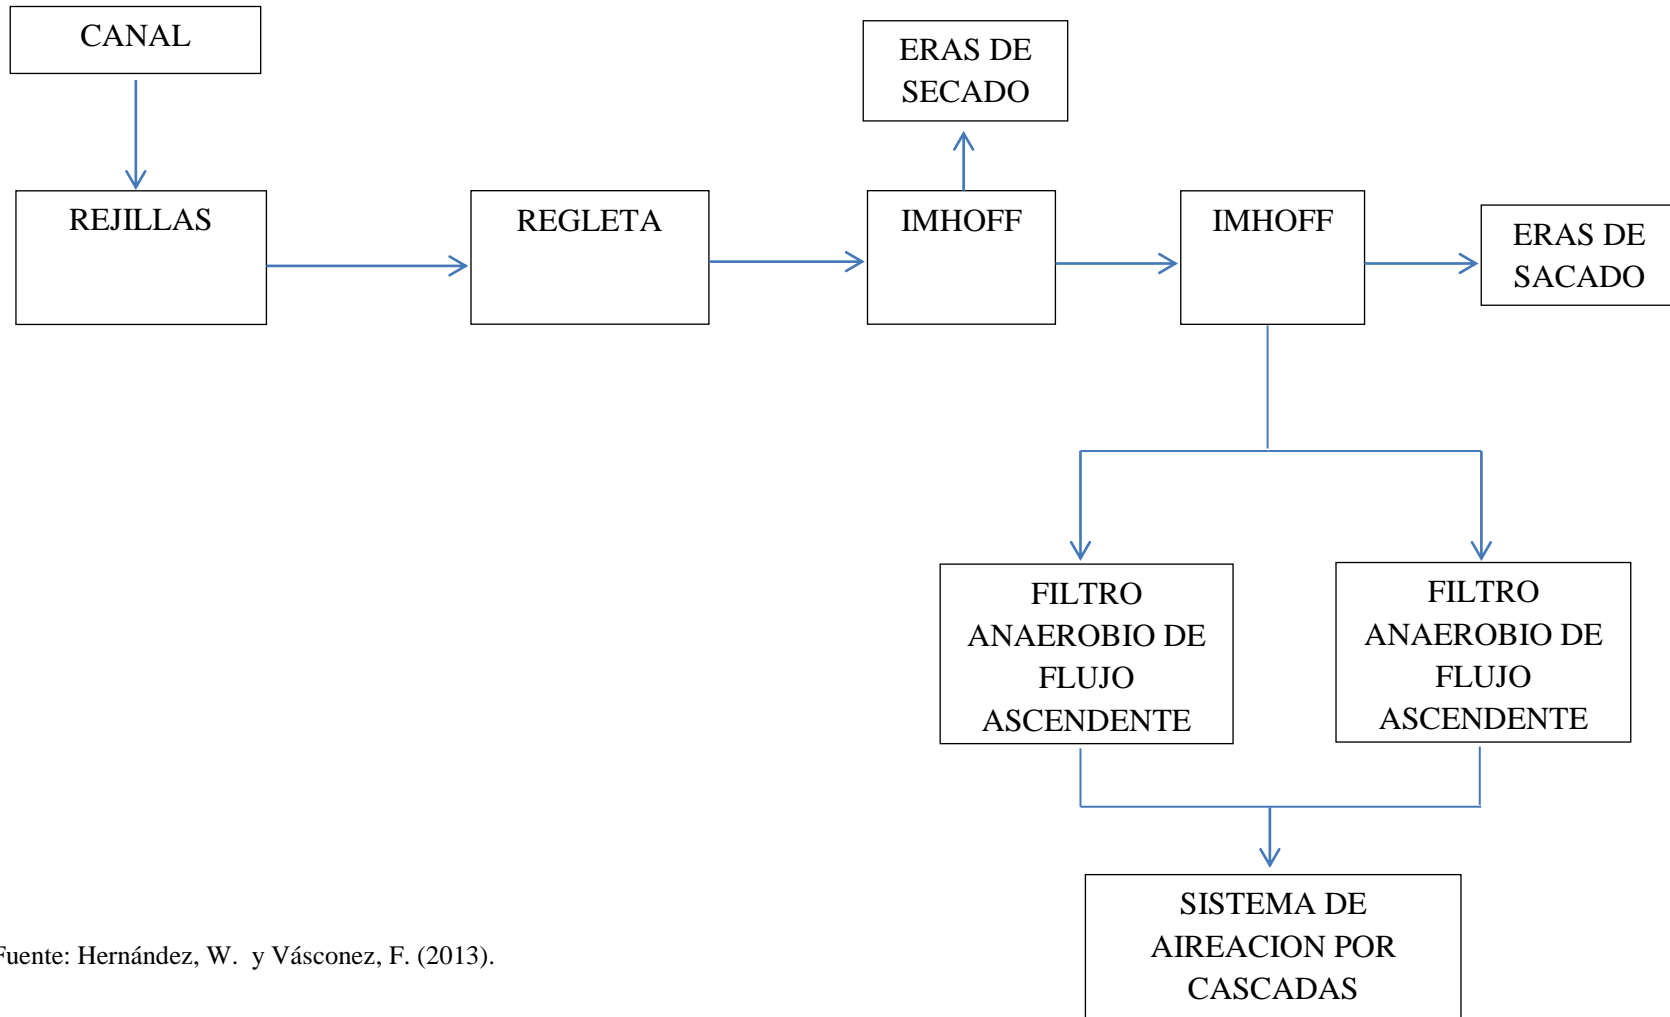 CANAL
ERAS DE
SECADO
REJILLAS
REGLETA
IMHOFF
IMHOFF
ERAS DE
SACADO
FILTRO
ANAEROBIO DE
FLUJO
ASCENDENTE
FILTRO
ANAEROBIO DE
FLUJO
ASCENDENTE
SISTEMA DE
AIREACION POR
CASCADAS
Fuente: Hernández, W. y Vásconez, F. (2013).